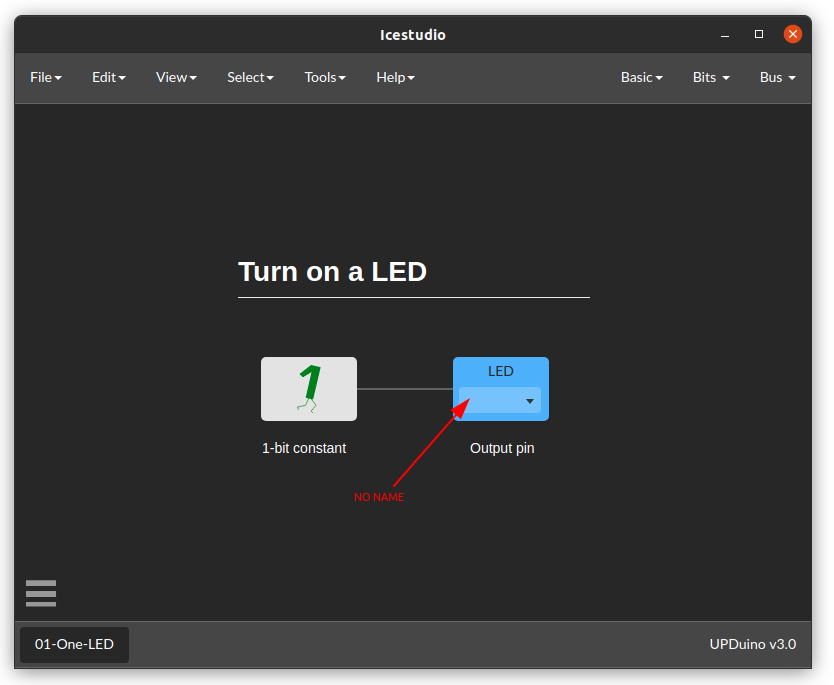 Icestudio
File Edit View Select Tools Help Basic Bits Bus
Turn on a LED
1
LED
1-bit constant
Output pin
NO NAME
01-One-LED
UPDuino v3.0